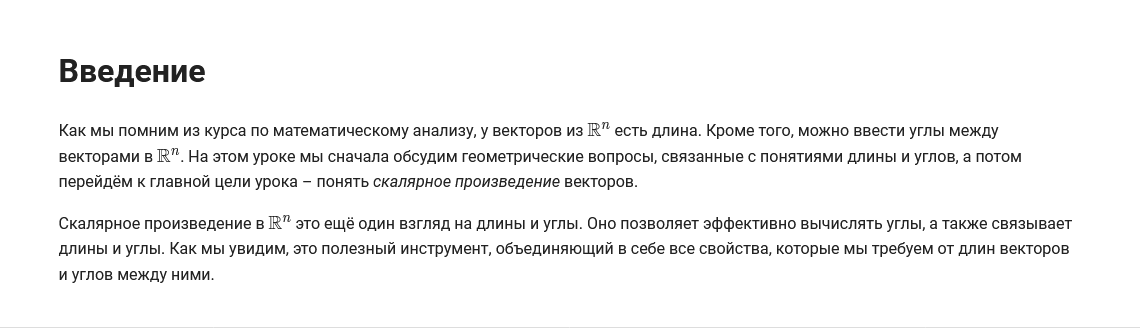 Введение
Как мы помним из курса по математическому анализу, у векторов из ℝⁿ есть длина. Кроме того, можно ввести углы между
векторами в ℝⁿ. На этом уроке мы сначала обсудим геометрические вопросы, связанные с понятиями длины и углов, а потом
перейдём к главной цели урока – понять скалярное произведение векторов.
Скалярное произведение в ℝⁿ это ещё один взгляд на длины и углы. Оно позволяет эффективно вычислять углы, а также связывает
длины и углы. Как мы увидим, это полезный инструмент, объединяющий в себе все свойства, которые мы требуем от длин векторов
и углов между ними.